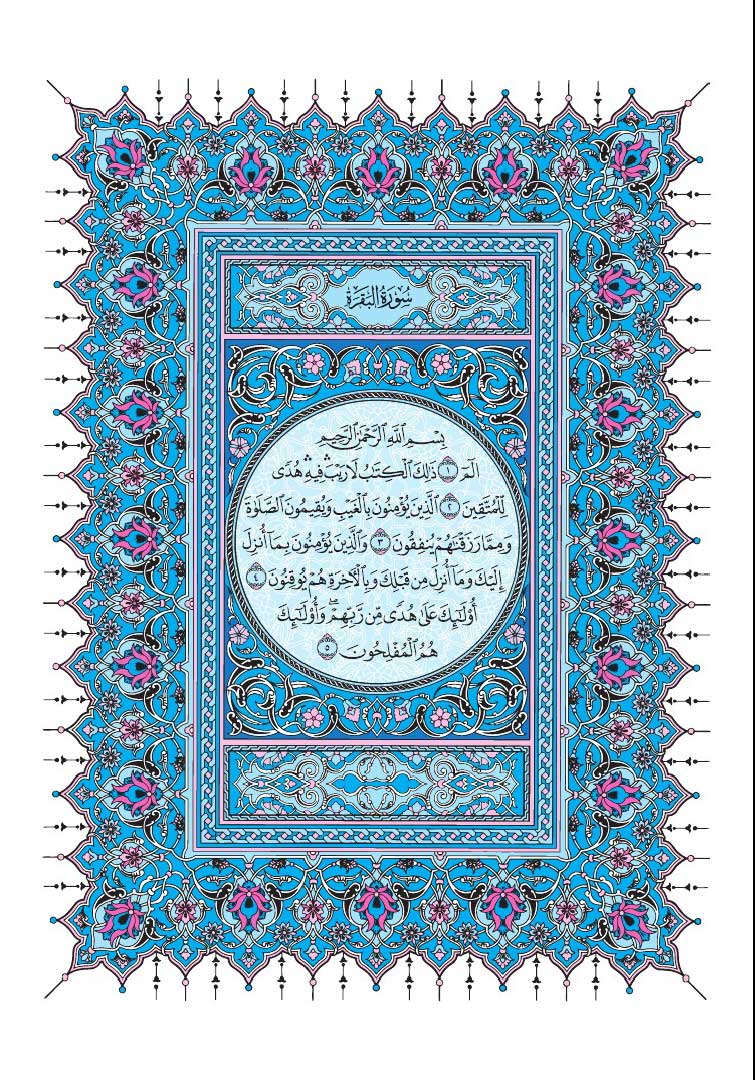 سُورَةُ البَقَرَةِ
بِسْمِ ٱللَّهِ ٱلرَّحْمَٰنِ ٱلرَّحِيمِ
الٓمٓ ١ ذَٰلِكَ ٱلْكِتَٰبُ لَا رَيْبَ ۛ فِيهِ ۛ هُدًى
لِّلْمُتَّقِينَ ٢ ٱلَّذِينَ يُؤْمِنُونَ بِٱلْغَيْبِ وَيُقِيمُونَ ٱلصَّلَوٰةَ
وَمِمَّا رَزَقْنَٰهُمْ يُنفِقُونَ ٣ وَٱلَّذِينَ يُؤْمِنُونَ بِمَآ أُنزِلَ
إِلَيْكَ وَمَآ أُنزِلَ مِن قَبْلِكَ وَبِٱلْءَاخِرَةِ هُمْ يُوقِنُونَ ٤
أُو۟لَٰٓئِكَ عَلَىٰ هُدًى مِّن رَّبِّهِمْ ۖ وَأُو۟لَٰٓئِكَ
هُمُ ٱلْمُفْلِحُونَ ٥